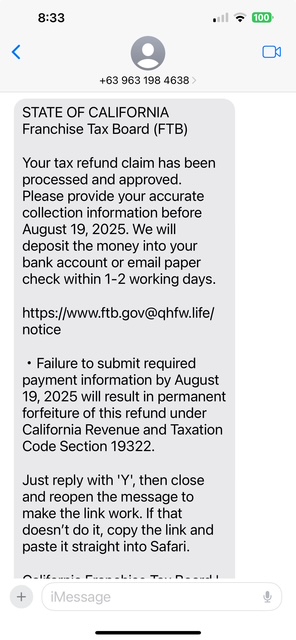 8:33
100
+63 963 198 4638
STATE OF CALIFORNIA
Franchise Tax Board (FTB)
Your tax refund claim has been
processed and approved.
Please provide your accurate
collection information before
August 19, 2025. We will
deposit the money into your
bank account or email paper
check within 1-2 working days.
https://www.ftb.gov@qhfw.life/
notice
• Failure to submit required
payment information by August
19, 2025 will result in permanent
forfeiture of this refund under
California Revenue and Taxation
Code Section 19322.
Just reply with 'Y', then close
and reopen the message to
make the link work. If that
doesn't do it, copy the link and
paste it straight into Safari.
California Franchise Tax Board
iMessage